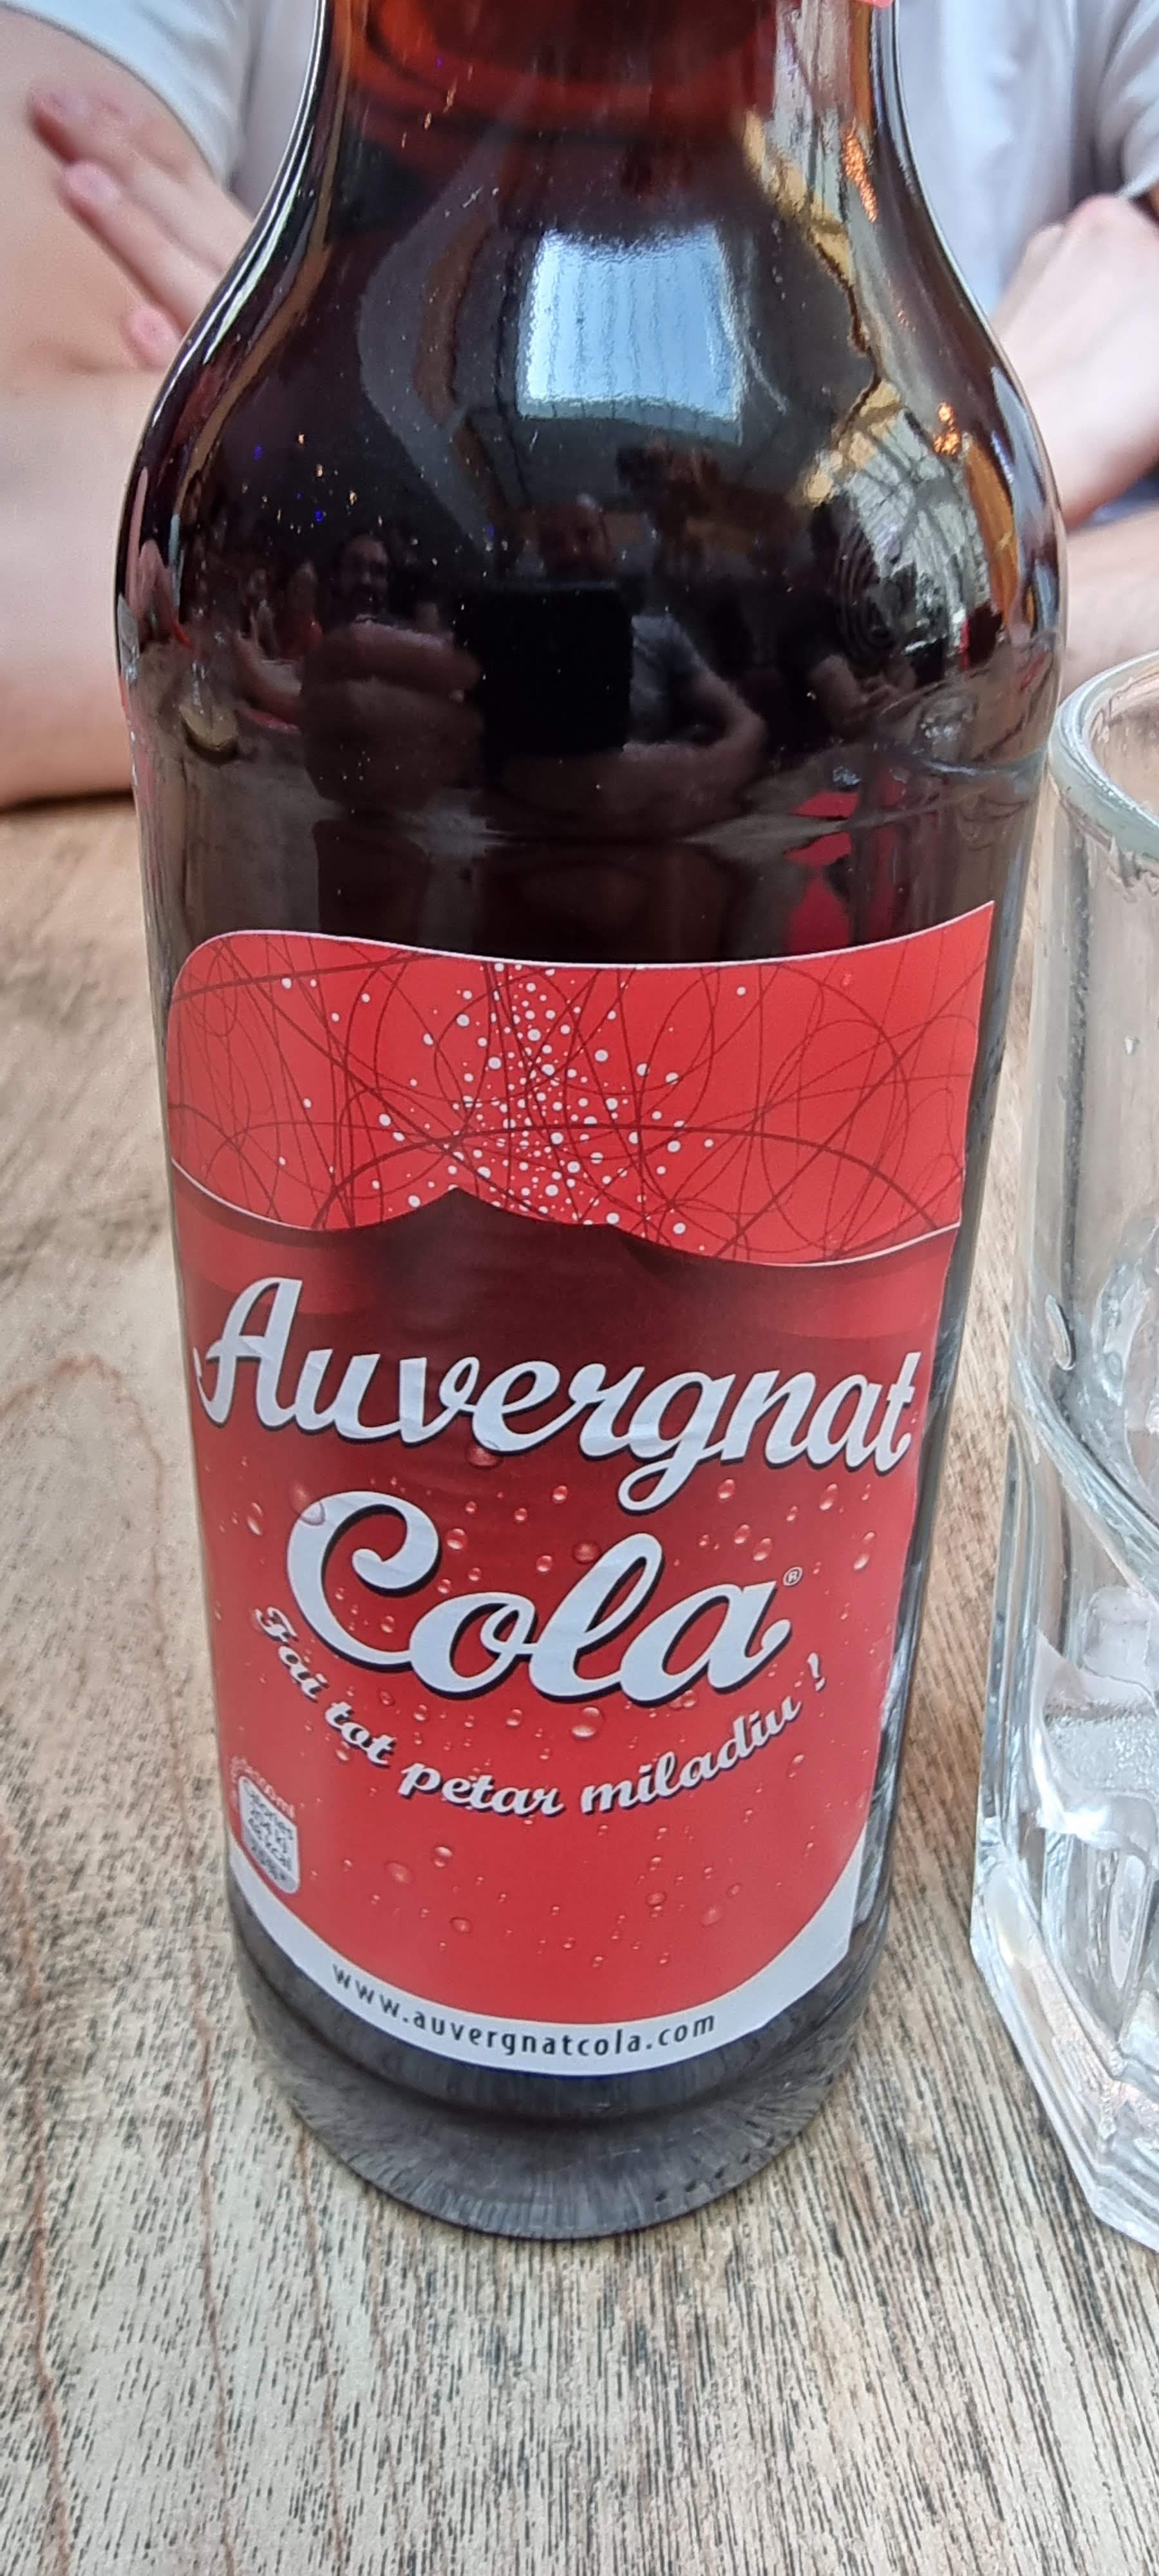 Auvergnat
Cola®
Fai tot petar miladiu !
www.auvergnatcola.com